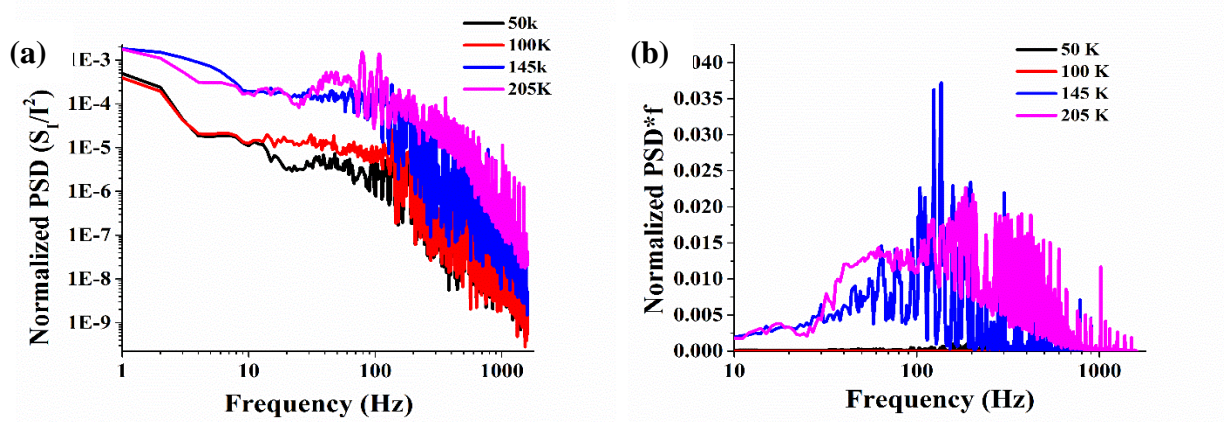 (a)
50k
100K
145k
205K
1E-3
1E-4
1E-5
1E-6
1E-7
1E-8
1E-9
Normalized PSD (S_I/I^2)
1 10 100 1000
Frequency (Hz)
(b)
50 K
100 K
145 K
205 K
040
0.035
0.030
0.025
0.020
0.015
0.010
0.005
0.000
Normalized PSD*f
10 100 1000
Frequency (Hz)